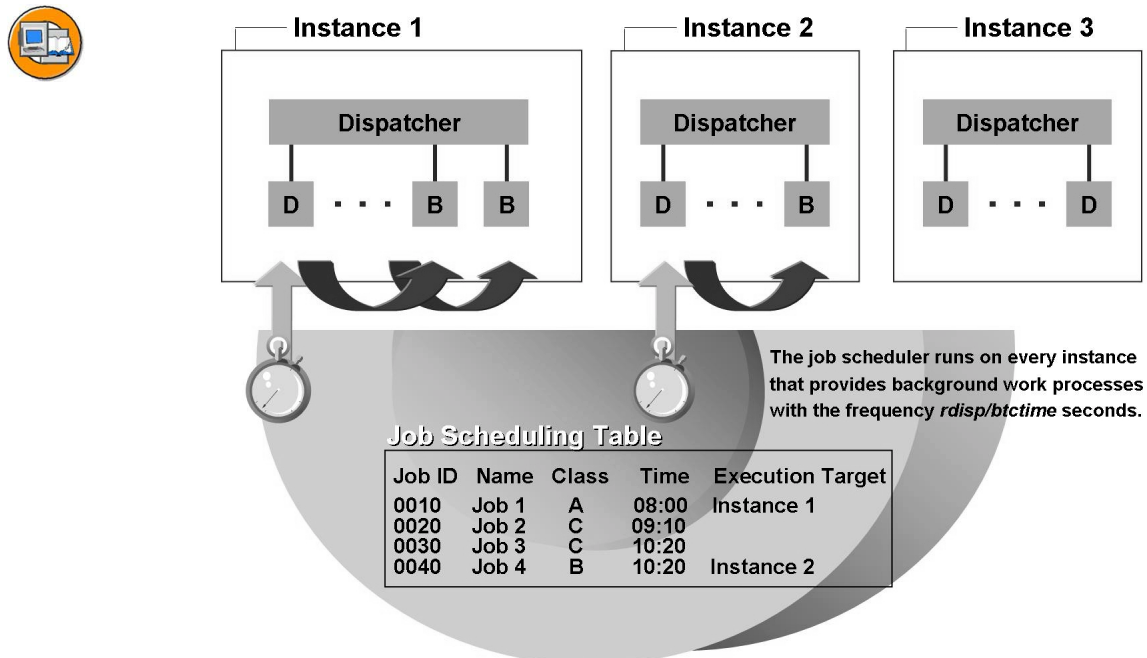 Instance 1
Instance 2
Instance 3
Dispatcher
Dispatcher
Dispatcher
D . . . B B
D . . . B
D . . . D
The job scheduler runs on every instance
that provides background work processes
with the frequency rdisp/btctime seconds.
Job Scheduling Table
Job ID Name Class Time Execution Target
0010 Job 1 A 08:00 Instance 1
0020 Job 2 C 09:10
0030 Job 3 C 10:20
0040 Job 4 B 10:20 Instance 2